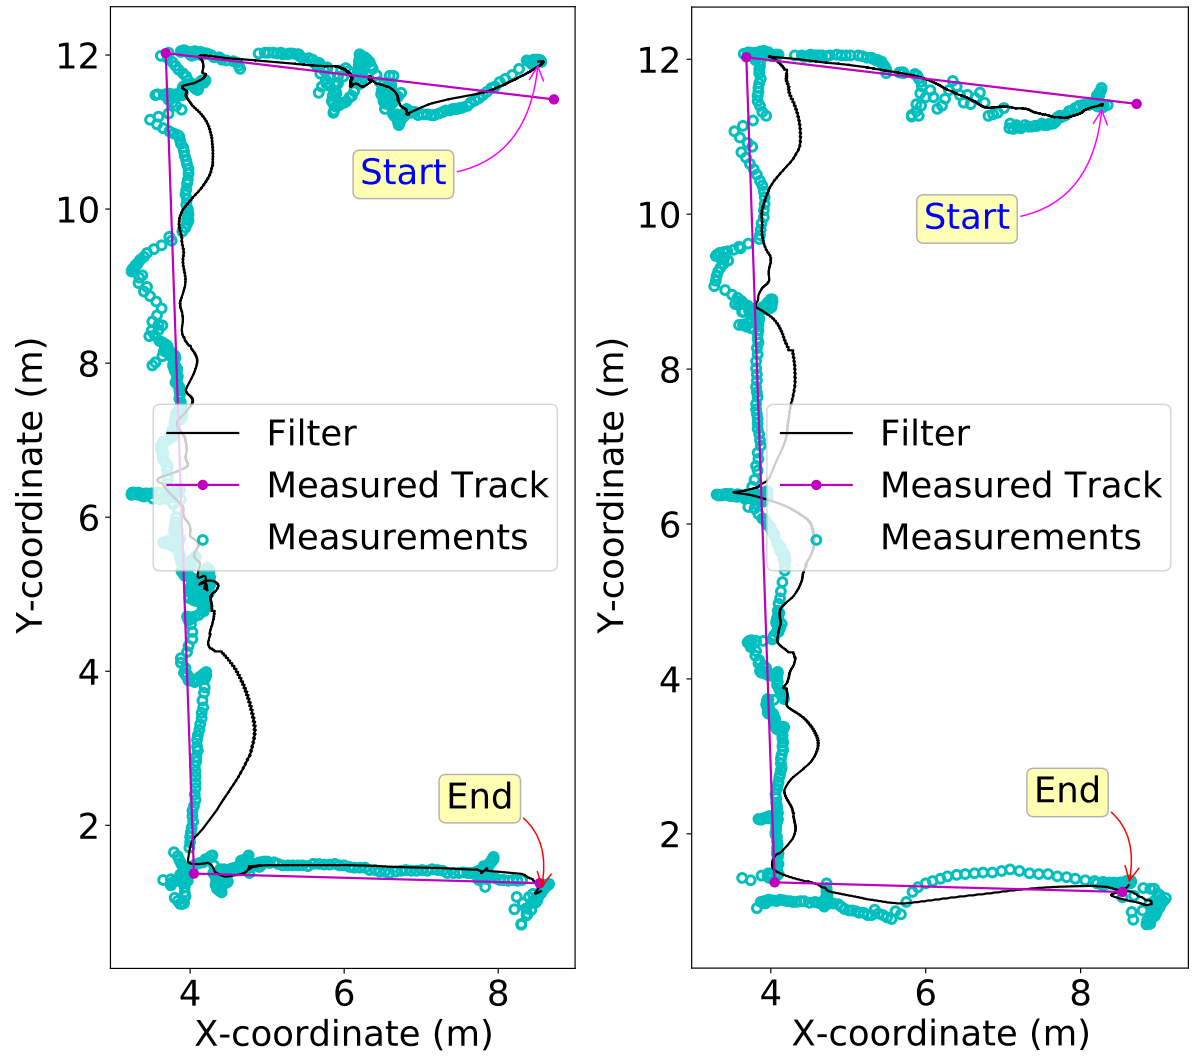 12
10
8
6
4
2
Y-coordinate (m)
Start
Filter
Measured Track
Measurements
End
4 6 8
X-coordinate (m)
12
10
8
6
4
2
Y-coordinate (m)
Start
Filter
Measured Track
Measurements
End
4 6 8
X-coordinate (m)